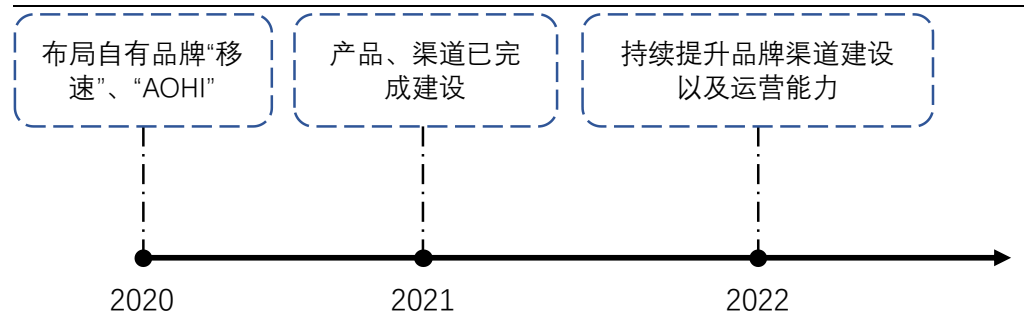 布局自有品牌“移
速”、“AOHI”
产品、渠道已完
成建设
持续提升品牌渠道建设
以及运营能力
2020
2021
2022